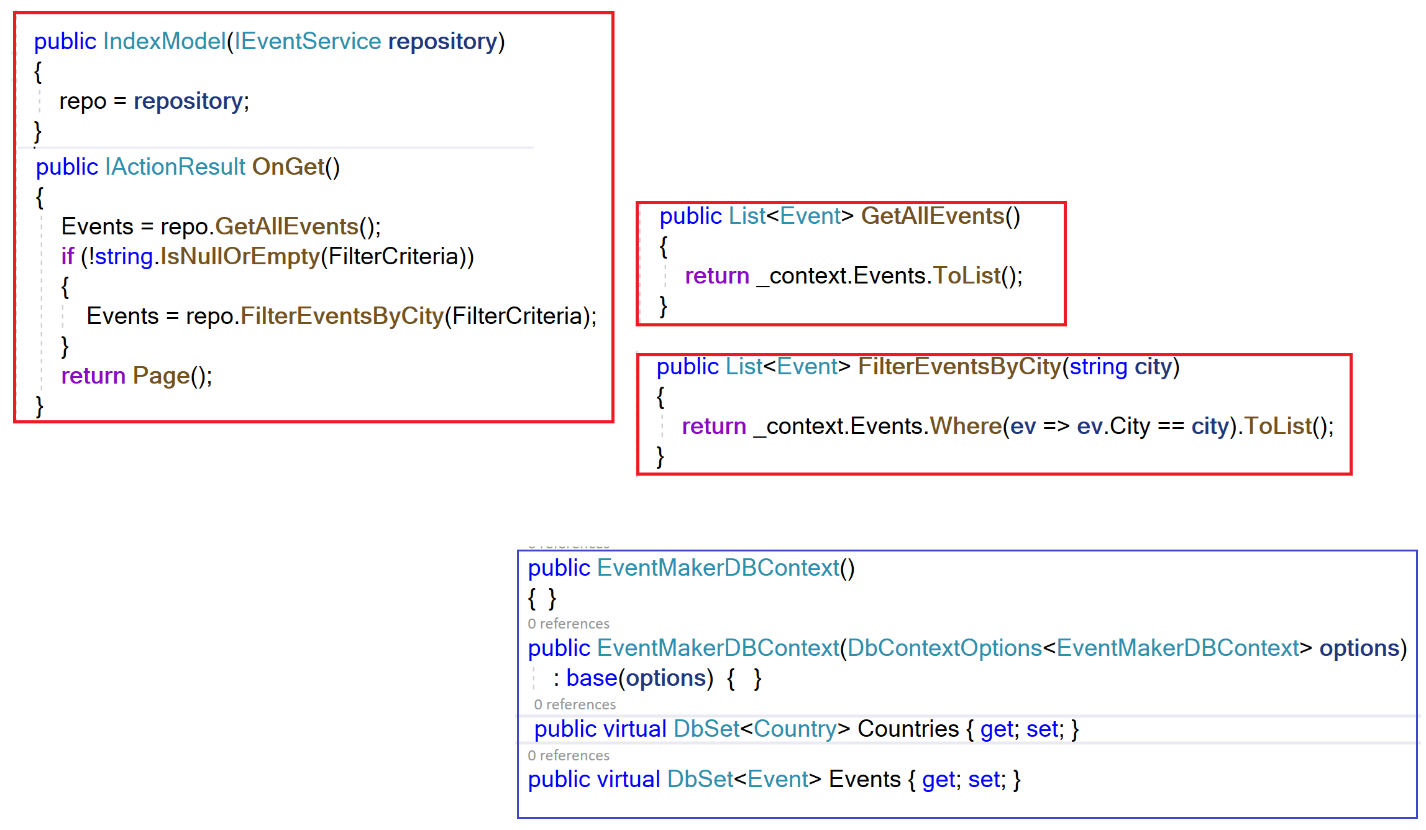 public IndexModel(IEventService repository)
{
repo = repository;
}
public IActionResult OnGet()
{
Events = repo.GetAllEvents();
if (!string.IsNullOrEmpty(FilterCriteria))
{
Events = repo.FilterEventsByCity(FilterCriteria);
}
return Page();
}
public List<Event> GetAllEvents()
{
return _context.Events.ToList();
}
public List<Event> FilterEventsByCity(string city)
{
return _context.Events.Where(ev => ev.City == city).ToList();
}
public EventMakerDBContext()
{ }
0 references
public EventMakerDBContext(DbContextOptions<EventMakerDBContext> options)
: base(options) { }
0 references
public virtual DbSet<Country> Countries { get; set; }
0 references
public virtual DbSet<Event> Events { get; set; }